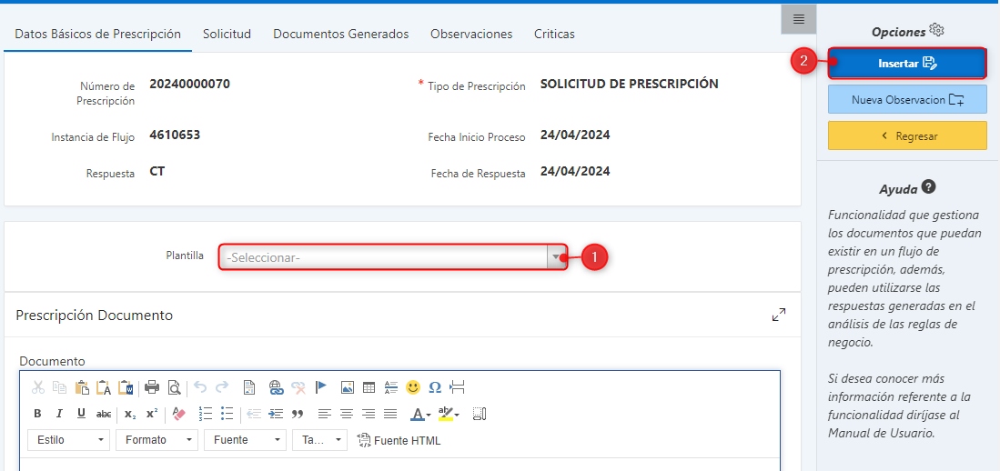 Datos Básicos de Prescripción
Solicitud
Documentos Generados
Observaciones
Criticas
Número de
Prescripción
20240000070
* Tipo de Prescripción
SOLICITUD DE PRESCRIPCIÓN
Instancia de Flujo
4610653
Fecha Inicio Proceso
24/04/2024
Respuesta
CT
Fecha de Respuesta
24/04/2024
Plantilla
-Seleccionar-
1
Prescripción Documento
Documento
B I U abc x₂ x²
Estilo
Formato
Fuente
Ta...
Fuente HTML
Opciones
2
Insertar
Nueva Observacion
Regresar
Ayuda
Funcionalidad que gestiona
los documentos que puedan
existir en un flujo de
prescripción, además,
pueden utilizarse las
respuestas generadas en el
análisis de las reglas de
negocio.
Si desea conocer más
información referente a la
funcionalidad diríjase al
Manual de Usuario.